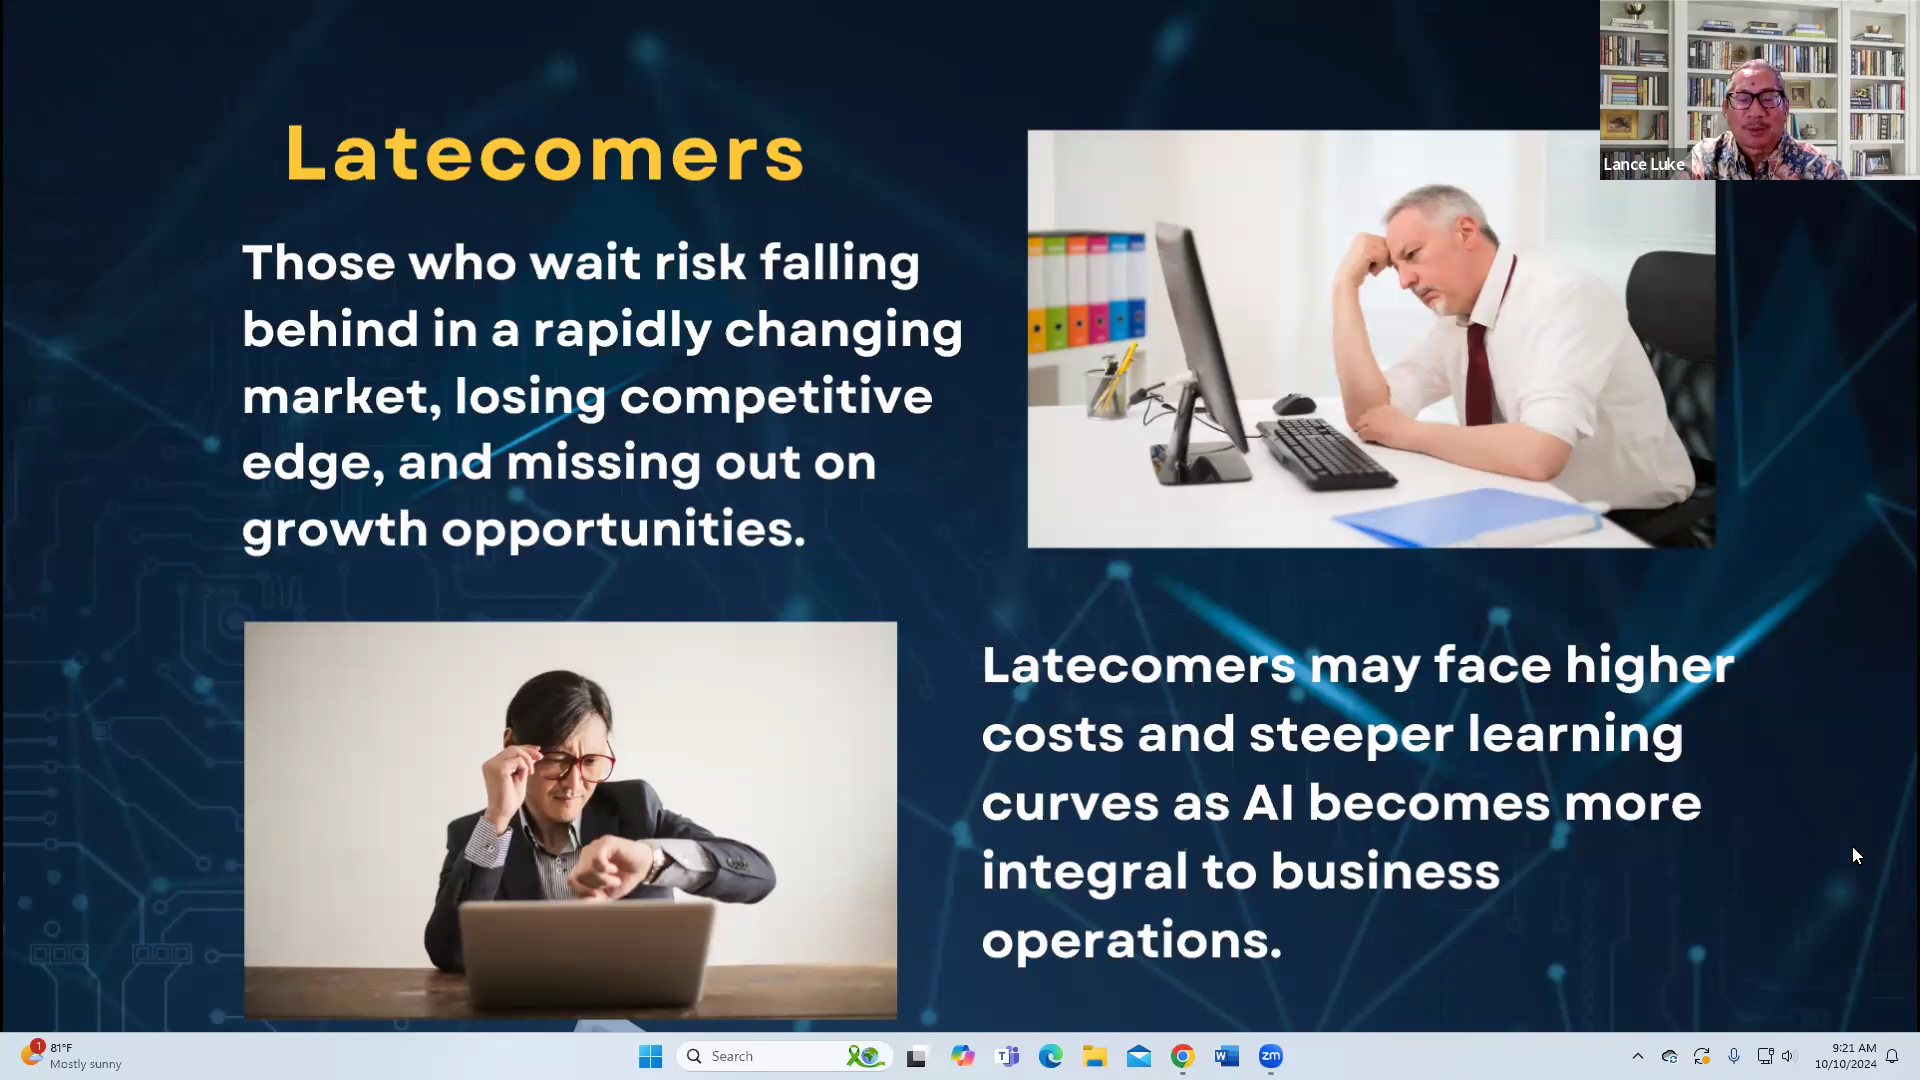 Latecomers
Those who wait risk falling
behind in a rapidly changing
market, losing competitive
edge, and missing out on
growth opportunities.
Lance Luke
Latecomers may face higher
costs and steeper learning
curves as AI becomes more
integral to business
operations.
1
81°F
Mostly sunny
Search
T
W
zm
9:21 AM
10/10/2024